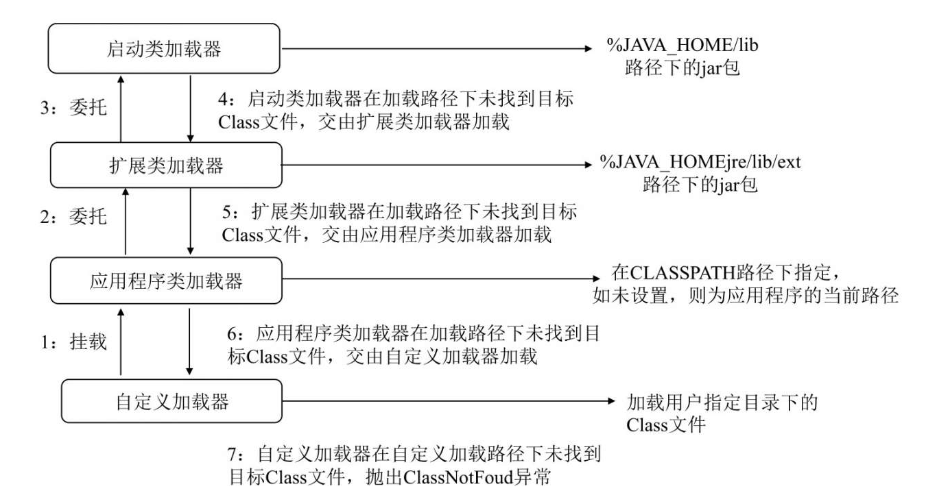 启动类加载器
%JAVA_HOME/lib
路径下的jar包
3：委托
4：启动类加载器在加载路径下未找到目标
Class文件，交由扩展类加载器加载
扩展类加载器
%JAVA_HOMEjre/lib/ext
路径下的jar包
2：委托
5：扩展类加载器在加载路径下未找到目标
Class文件，交由应用程序类加载器加载
应用程序类加载器
在CLASSPATH路径下指定，
如未设置，则为应用程序的当前路径
1：挂载
6：应用程序类加载器在加载路径下未找到目
标Class文件，交由自定义加载器加载
自定义加载器
加载用户指定目录下的
Class文件
7：自定义加载器在自定义加载路径下未找到
目标Class文件，抛出ClassNotFoud异常